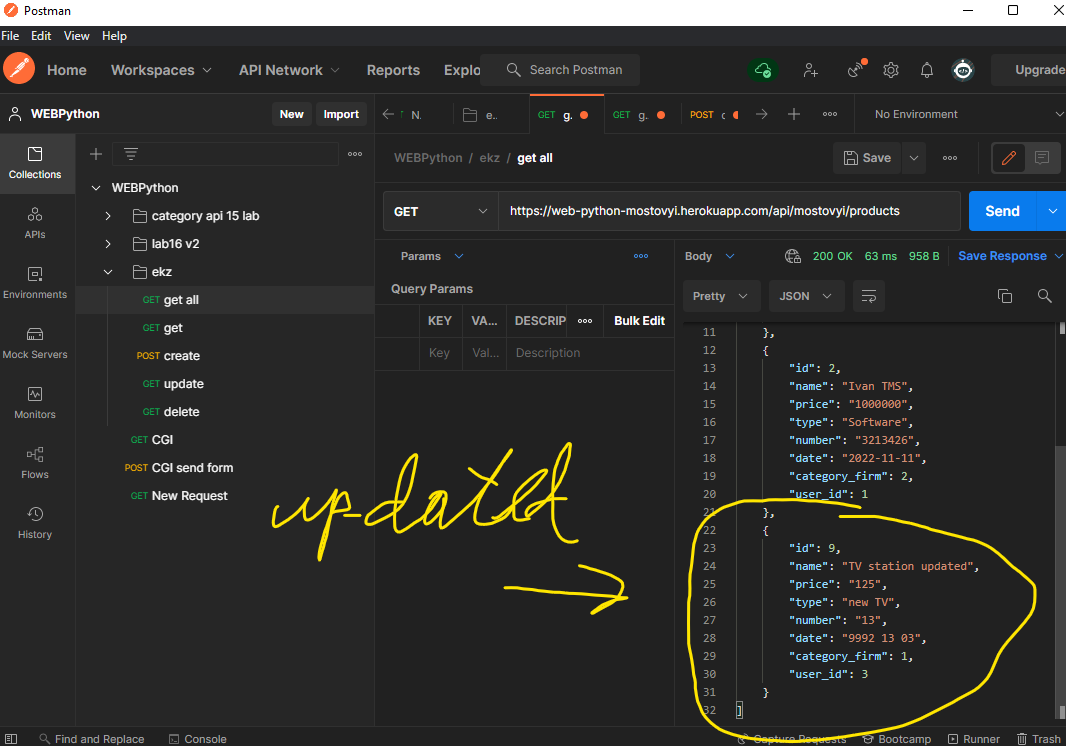 Postman
File Edit View Help
Home Workspaces API Network Reports Explo Search Postman Upgrade
WEBPython New Import
N. e.. GET g. GET g. POST c No Environment
Collections
APIs
Environments
Mock Servers
Monitors
Flows
History
WEBPython
category api 15 lab
lab16 v2
ekz
GET get all
GET get
POST create
GET update
GET delete
GET CGI
POST CGI send form
GET New Request
WEBPython / ekz / get all Save
GET https://web-python-mostovyi.herokuapp.com/api/mostovyi/products Send
Params
Query Params
KEY VA... DESCRIP Bulk Edit
Key Val... Description
Body 200 OK 63 ms 958 B Save Response
Pretty JSON
11 },
12 {
13 "id": 2,
14 "name": "Ivan TMS",
15 "price": "1000000",
16 "type": "Software",
17 "number": "3213426",
18 "date": "2022-11-11",
19 "category_firm": 2,
20 "user_id": 1
21 },
22 {
23 "id": 9,
24 "name": "TV station updated",
25 "price": "125",
26 "type": "new TV",
27 "number": "13",
28 "date": "9992 13 03",
29 "category_firm": 1,
30 "user_id": 3
31 }
32 ]
updated
Find and Replace Console Capture Requests Bootcamp Runner Trash